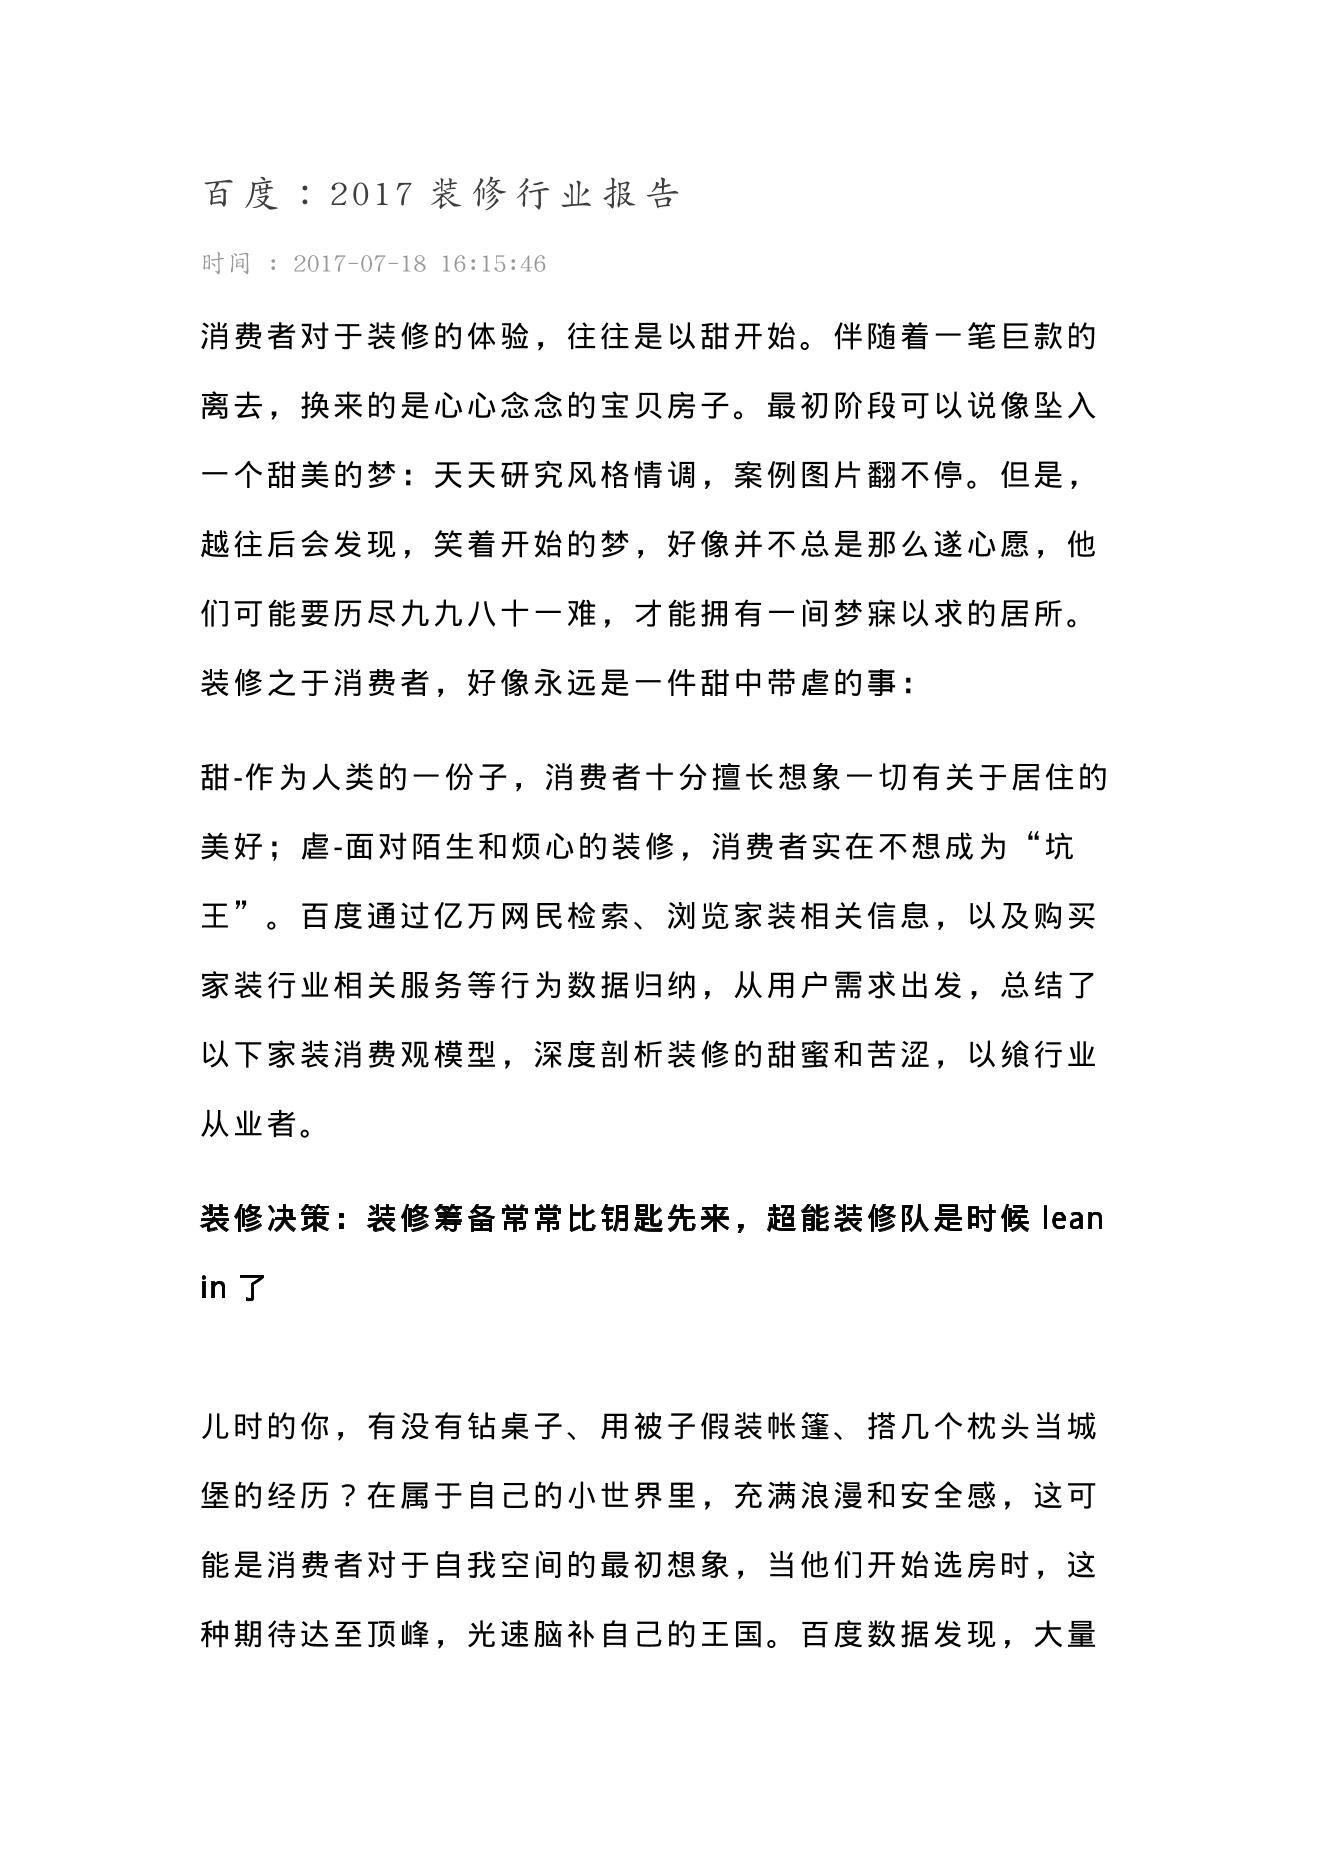 百度：2017 装修行业报告
时间 ：2017-07-18 16:15:46
消费者对于装修的体验，往往是以甜开始。伴随着一笔巨款的
离去，换来的是心心念念的宝贝房子。最初阶段可以说像坠入
一个甜美的梦：天天研究风格情调，案例图片翻不停。但是，
越往后会发现，笑着开始的梦，好像并不总是那么遂心愿，他
们可能要历尽九九八十一难，才能拥有一间梦寐以求的居所。
装修之于消费者，好像永远是一件甜中带虐的事：
甜-作为人类的一份子，消费者十分擅长想象一切有关于居住的
美好；虐-面对陌生和烦心的装修，消费者实在不想成为“坑
王”。百度通过亿万网民检索、浏览家装相关信息，以及购买
家装行业相关服务等行为数据归纳，从用户需求出发，总结了
以下家装消费观模型，深度剖析装修的甜蜜和苦涩，以飨行业
从业者。
装修决策：装修筹备常常比钥匙先来，超能装修队是时候 lean
in 了
儿时的你，有没有钻桌子、用被子假装帐篷、搭几个枕头当城
堡的经历？在属于自己的小世界里，充满浪漫和安全感，这可
能是消费者对于自我空间的最初想象，当他们开始选房时，这
种期待达至顶峰，光速脑补自己的王国。百度数据发现，大量